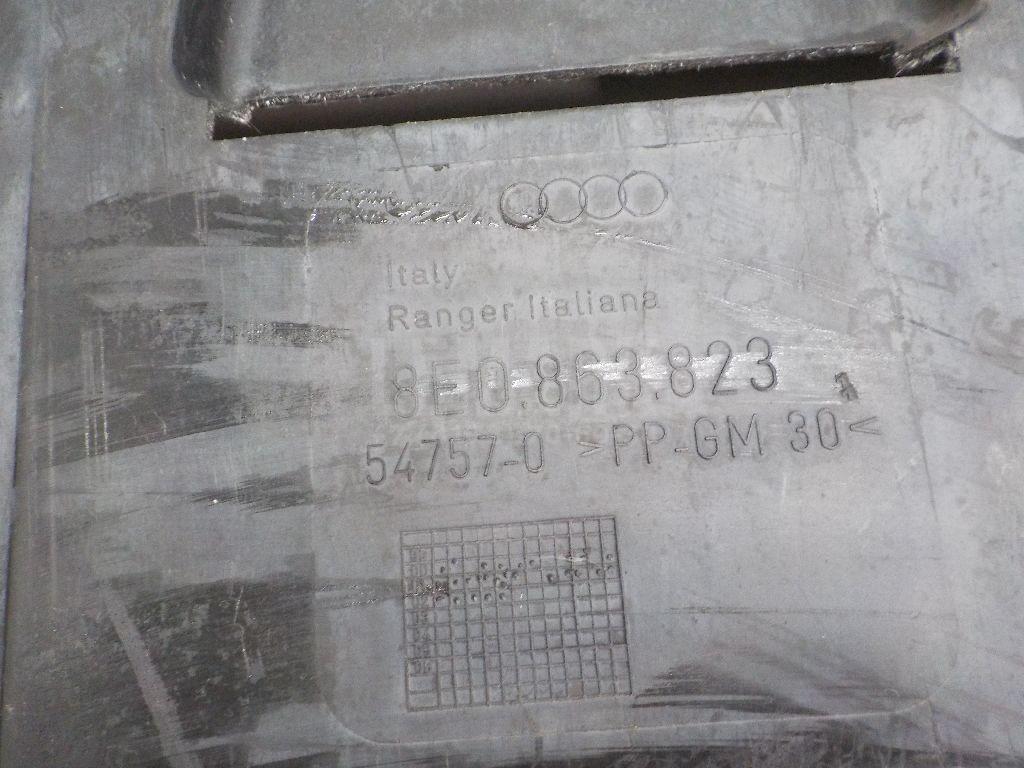 Italy
Ranger Italiana
8E0.863.823
54757-0 >PP-GM 30<